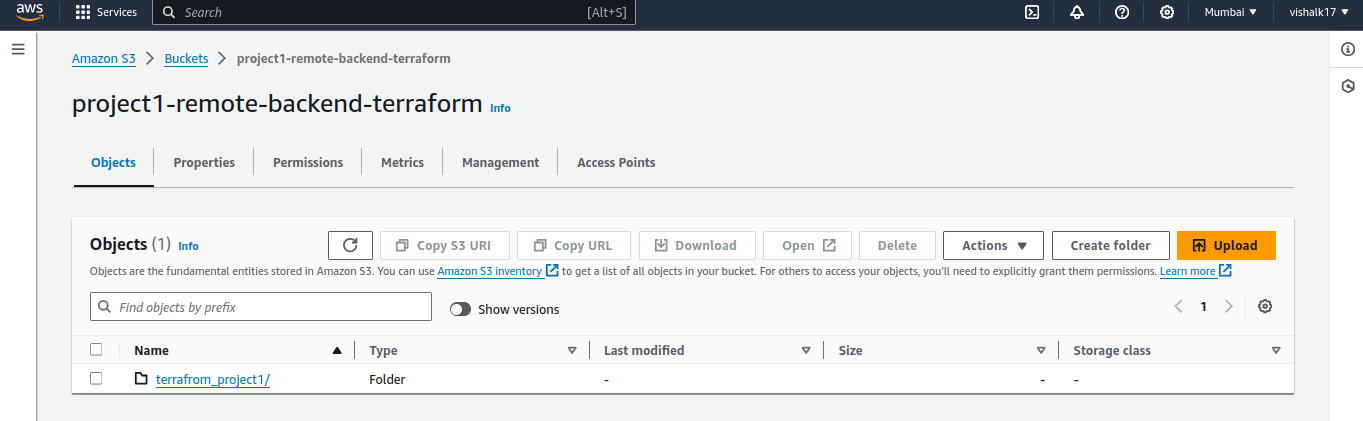 aws Services Search [Alt+S] Mumbai vishalk17
Amazon S3 Buckets project1-remote-backend-terraform
project1-remote-backend-terraform Info
Objects Properties Permissions Metrics Management Access Points
Objects (1) Info Copy S3 URI Copy URL Download Open Delete Actions Create folder Upload
Objects are the fundamental entities stored in Amazon S3. You can use Amazon S3 inventory to get a list of all objects in your bucket. For others to access your objects, you'll need to explicitly grant them permissions. Learn more
Find objects by prefix Show versions 1
Name Type Last modified Size Storage class
terrafrom_project1/ Folder - - -